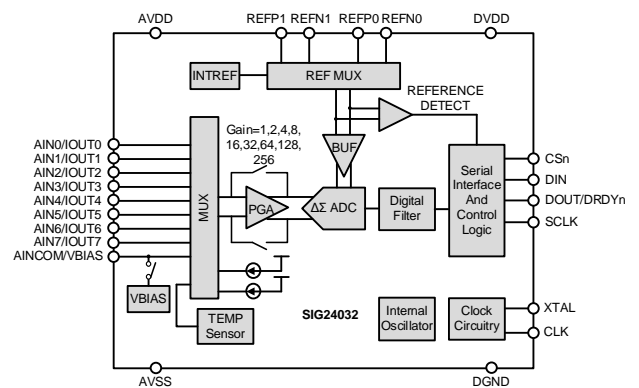 AVDD
REFP1 REFN1 REFP0 REFN0
DVDD
INTREF
REF MUX
REFERENCE
DETECT
Gain=1,2,4,8,
16,32,64,128,
256
BUF
AIN0/IOUT0
AIN1/IOUT1
AIN2/IOUT2
AIN3/IOUT3
AIN4/IOUT4
AIN5/IOUT5
AIN6/IOUT6
AIN7/IOUT7
AINCOM/VBIAS
MUX
PGA
ΔΣ ADC
Digital
Filter
Serial
Interface
And
Control
Logic
CSn
DIN
DOUT/DRDYn
SCLK
VBIAS
TEMP
Sensor
SIG24032
Internal
Oscillator
Clock
Circuitry
XTAL
CLK
AVSS
DGND